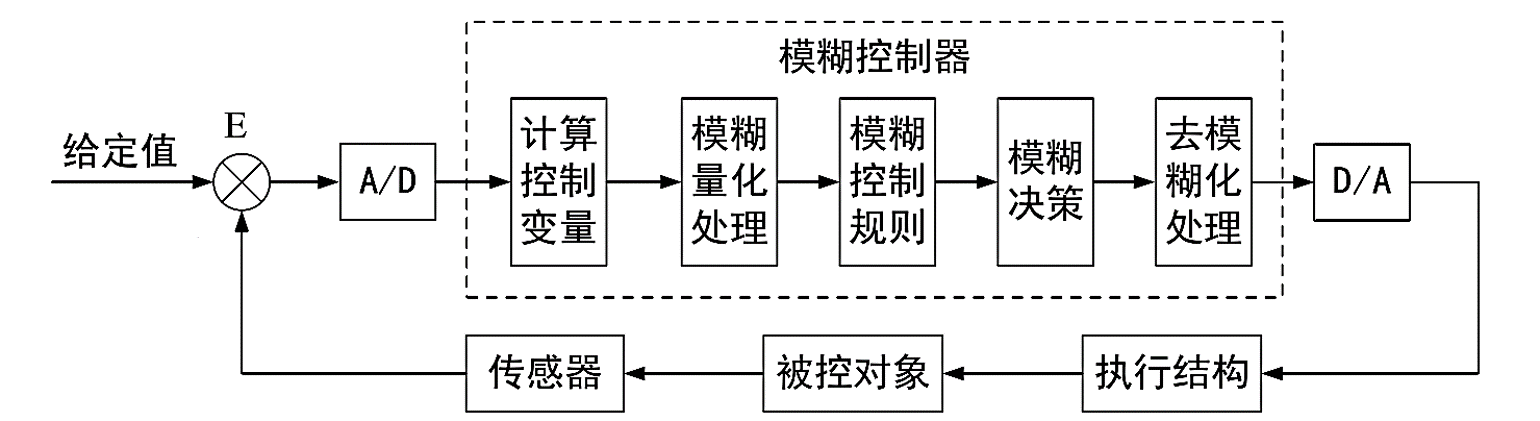 模糊控制器
E
给定值
A/D
计算
控制
变量
模糊
量化
处理
模糊
控制
规则
模糊
决策
去模
糊化
处理
D/A
传感器
被控对象
执行结构